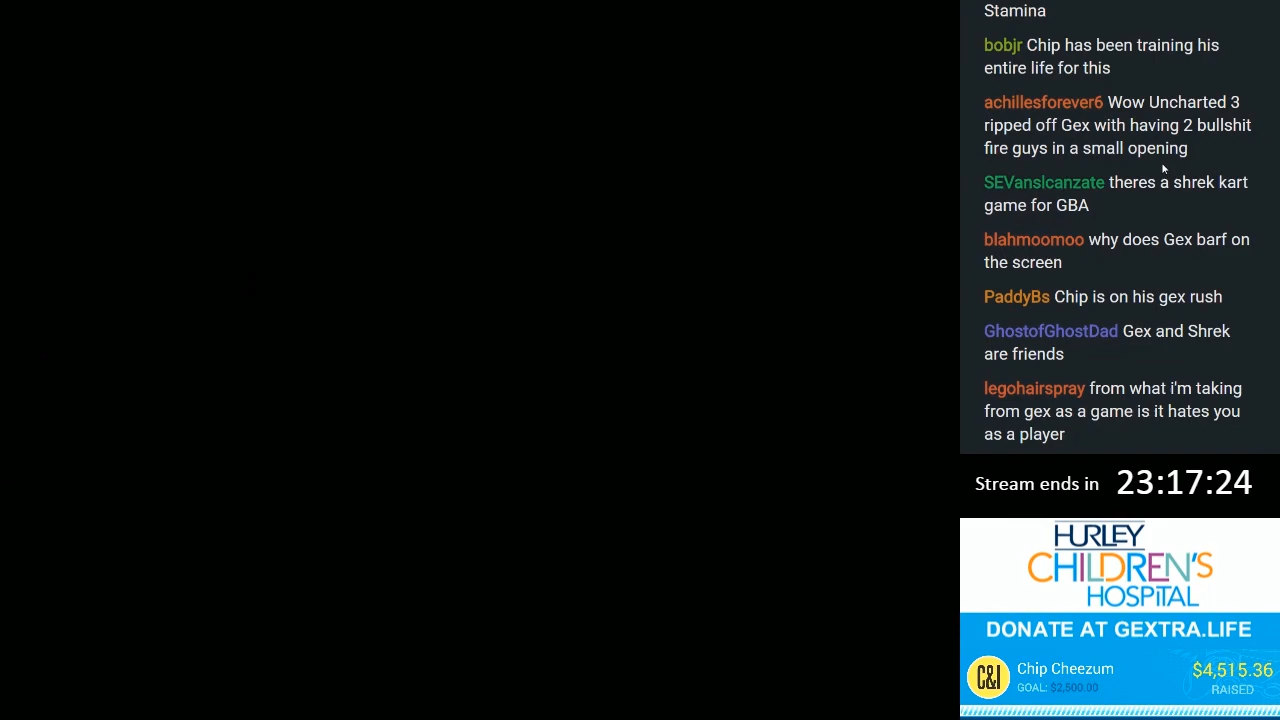 Stamina
bobjr Chip has been training his
entire life for this
achillesforever6 Wow Uncharted 3
ripped off Gex with having 2 bullshit
fire guys in a small opening
SEVanslcanzate theres a shrek kart
game for GBA
blahmoomoo why does Gex barf on
the screen
PaddyBs Chip is on his gex rush
GhostofGhostDad Gex and Shrek
are friends
legohairspray from what i'm taking
from gex as a game is it hates you
as a player
Stream ends in 23:17:24
HURLEY
CHILDREN'S
HOSPITAL
DONATE AT GEXTRA.LIFE
C&I Chip Cheezum $4,515.36
GOAL: $2,500.00 RAISED